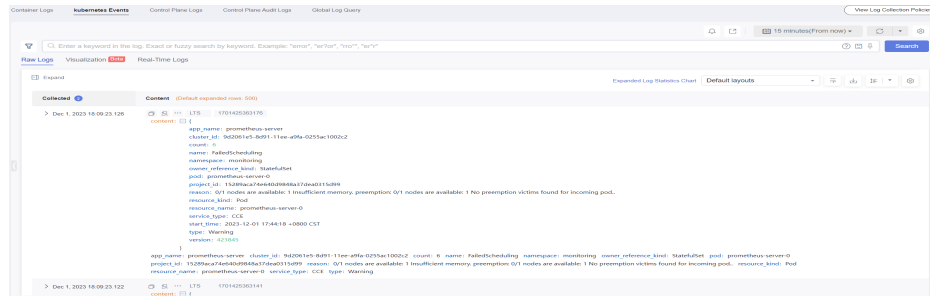 Container Logs kubernetes Events Control Plane Logs Control Plane Audit Logs Global Log Query View Log Collection Policies
15 minutes(From now)
Enter a keyword in the log. Exact or fuzzy search by keyword. Example: "error", "er?or", "rro*", "er*r" Search
Raw Logs Visualization Beta Real-Time Logs
Expand Expanded Log Statistics Chart Default layouts
Collected Content (Default expanded rows: 500)
Dec 1, 2023 18:09:23.126 LTS 1701425363176
content: {
app_name: prometheus-server
cluster_id: 9d2061e5-8d91-11ee-a9fa-0255ac1002c2
count: 6
name: FailedScheduling
namespace: monitoring
owner_reference_kind: StatefulSet
pod: prometheus-server-0
project_id: 15289aca74e640d9848a37dea0315d99
reason: 0/1 nodes are available: 1 Insufficient memory. preemption: 0/1 nodes are available: 1 No preemption victims found for incoming pod..
resource_kind: Pod
resource_name: prometheus-server-0
service_type: CCE
start_time: 2023-12-01 17:44:18 +0800 CST
type: Warning
version: 421845
}
app_name: prometheus-server cluster_id: 9d2061e5-8d91-11ee-a9fa-0255ac1002c2 count: 6 name: FailedScheduling namespace: monitoring owner_reference_kind: StatefulSet pod: prometheus-server-0
project_id: 15289aca74e640d9848a37dea0315d99 reason: 0/1 nodes are available: 1 Insufficient memory. preemption: 0/1 nodes are available: 1 No preemption victims found for incoming pod.. resource_kind: Pod
resource_name: prometheus-server-0 service_type: CCE type: Warning
Dec 1, 2023 18:09:23.122 LTS 1701425363141
content: {